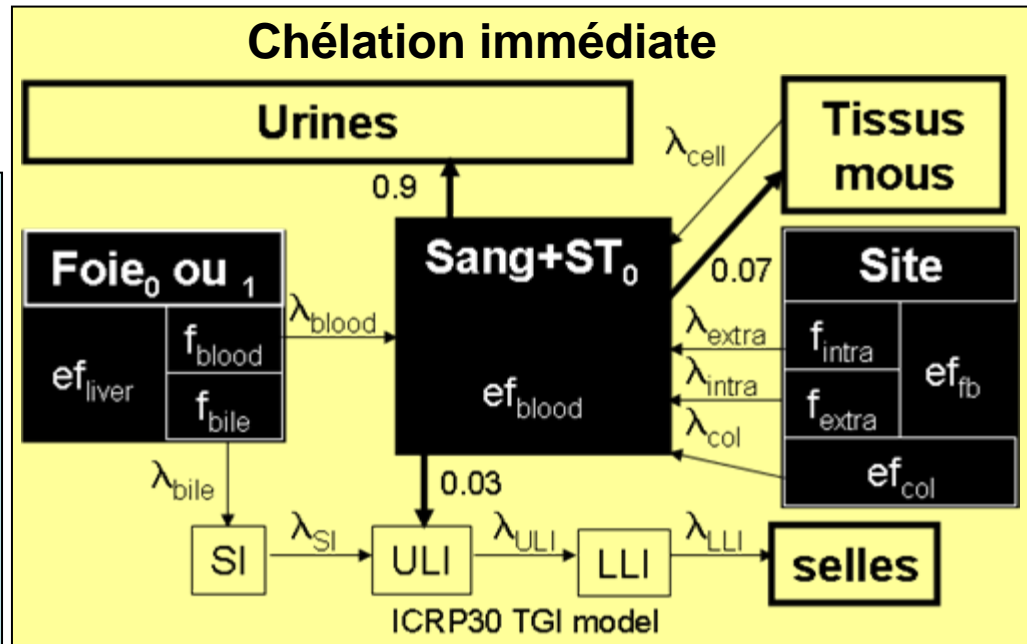 Chélation immédiate
Urines
Tissus
mous
λcell
0.9
0.07
Foie0 ou 1
efliver
fblood
fbile
λblood
Sang+ST0
efblood
Site
fintra
fextra
effb
efcol
λextra
λintra
λcol
λbile
0.03
SI
λSI
ULI
λULI
LLI
λLLI
selles
ICRP30 TGI model